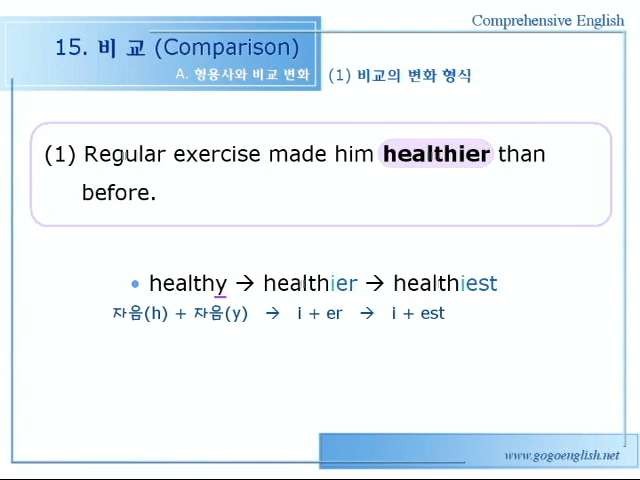 Comprehensive English
15. 비 교 (Comparison)
A. 형용사와 비교 변화
(1) 비교의 변화 형식
(1) Regular exercise made him healthier than
before.
• healthy → healthier → healthiest
자음(h) + 자음(y) → i + er → i + est
www.gogoenglish.net